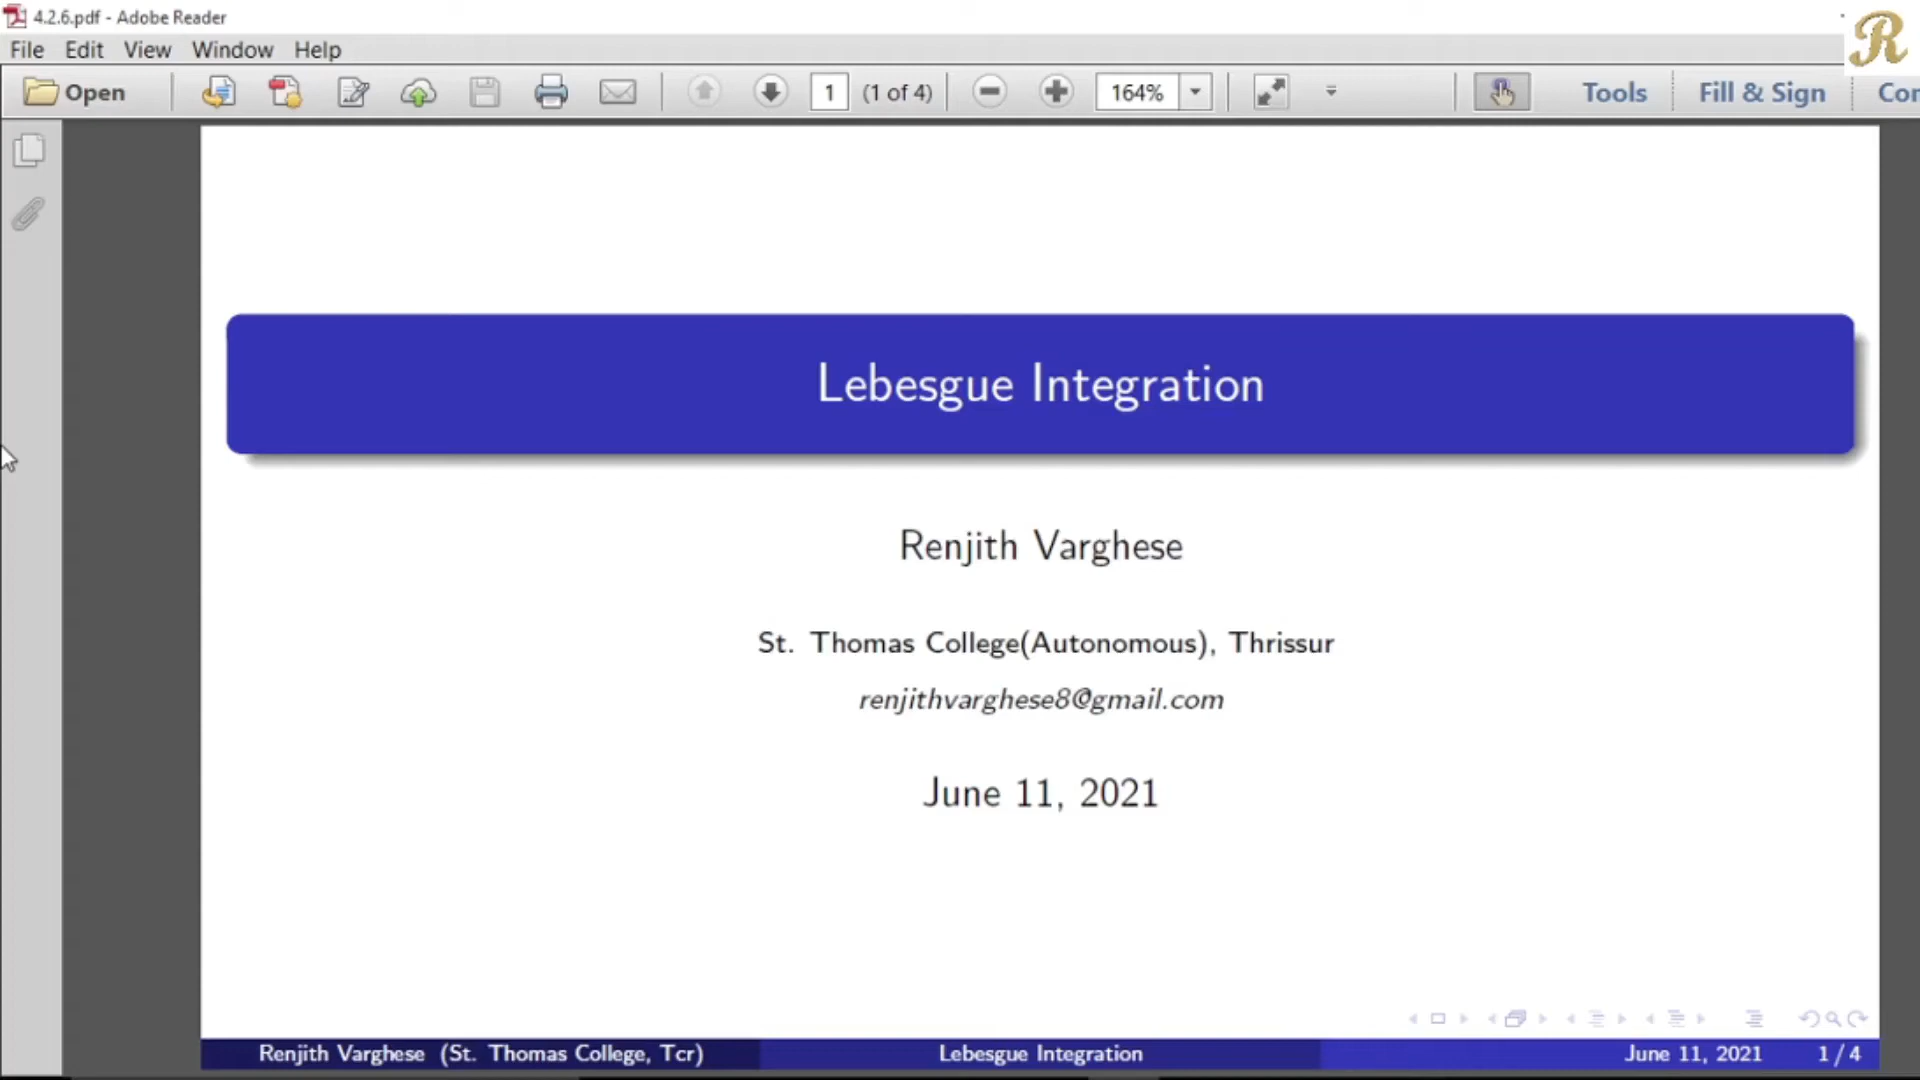 4.2.6.pdf - Adobe Reader
R
File Edit View Window Help
Open 1 (1 of 4) 164% Tools Fill & Sign Cor
Lebesgue Integration
Renjith Varghese
St. Thomas College(Autonomous), Thrissur
renjithvarghese8@gmail.com
June 11, 2021
Renjith Varghese (St. Thomas College, Tcr) Lebesgue Integration June 11, 2021 1 / 4